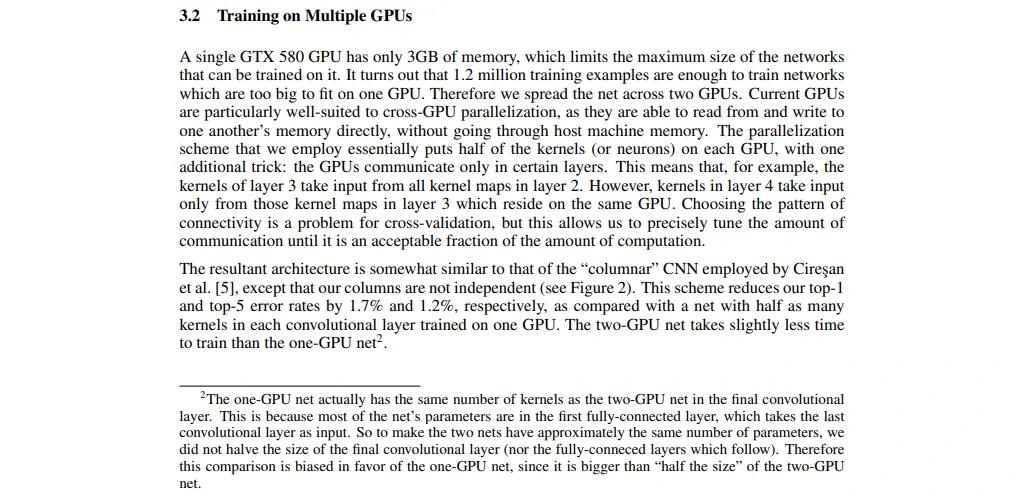 3.2 Training on Multiple GPUs
A single GTX 580 GPU has only 3GB of memory, which limits the maximum size of the networks
that can be trained on it. It turns out that 1.2 million training examples are enough to train networks
which are too big to fit on one GPU. Therefore we spread the net across two GPUs. Current GPUs
are particularly well-suited to cross-GPU parallelization, as they are able to read from and write to
one another's memory directly, without going through host machine memory. The parallelization
scheme that we employ essentially puts half of the kernels (or neurons) on each GPU, with one
additional trick: the GPUs communicate only in certain layers. This means that, for example, the
kernels of layer 3 take input from all kernel maps in layer 2. However, kernels in layer 4 take input
only from those kernel maps in layer 3 which reside on the same GPU. Choosing the pattern of
connectivity is a problem for cross-validation, but this allows us to precisely tune the amount of
communication until it is an acceptable fraction of the amount of computation.
The resultant architecture is somewhat similar to that of the “columnar” CNN employed by Cireşan
et al. [5], except that our columns are not independent (see Figure 2). This scheme reduces our top-1
and top-5 error rates by 1.7% and 1.2%, respectively, as compared with a net with half as many
kernels in each convolutional layer trained on one GPU. The two-GPU net takes slightly less time
to train than the one-GPU net².
²The one-GPU net actually has the same number of kernels as the two-GPU net in the final convolutional
layer. This is because most of the net's parameters are in the first fully-connected layer, which takes the last
convolutional layer as input. So to make the two nets have approximately the same number of parameters, we
did not halve the size of the final convolutional layer (nor the fully-conneced layers which follow). Therefore
this comparison is biased in favor of the one-GPU net, since it is bigger than “half the size” of the two-GPU
net.